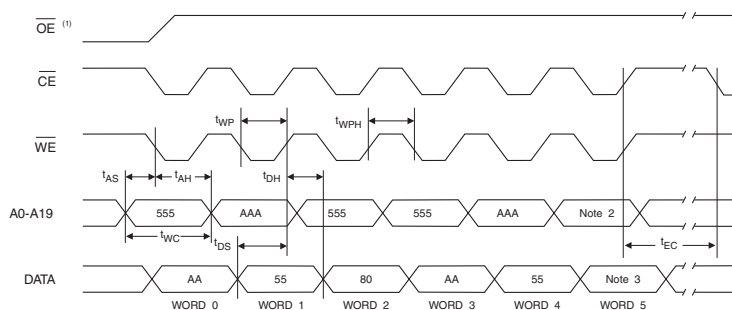 OE (1)
CE
tWP
tWPH
WE
tAS
tAH
tDH
A0-A19
555
AAA
555
555
AAA
Note 2
tWC
tDS
tEC
DATA
AA
55
80
AA
55
Note 3
WORD 0
WORD 1
WORD 2
WORD 3
WORD 4
WORD 5